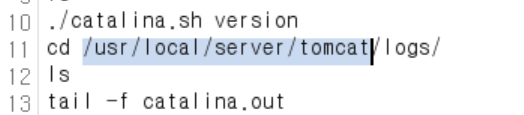 10 ./catalina.sh version
11 cd /usr/local/server/tomcat/logs/
12 ls
13 tail -f catalina.out